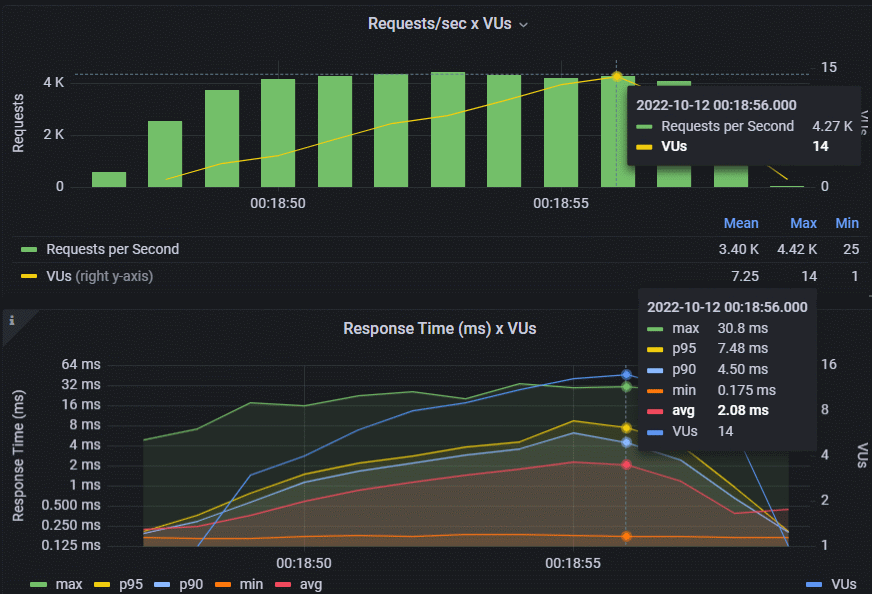 Requests/sec x VUs
Requests
4 K
2 K
0
15
0
VUs
00:18:50
00:18:55
2022-10-12 00:18:56.000
Requests per Second 4.27 K
VUs 14
Mean Max Min
Requests per Second 3.40 K 4.42 K 25
VUs (right y-axis) 7.25 14 1
i
Response Time (ms) x VUs
Response Time (ms)
64 ms
32 ms
16 ms
8 ms
4 ms
2 ms
1 ms
0.500 ms
0.250 ms
0.125 ms
16
8
4
2
1
VUs
00:18:50
00:18:55
2022-10-12 00:18:56.000
max 30.8 ms
p95 7.48 ms
p90 4.50 ms
min 0.175 ms
avg 2.08 ms
VUs 14
max p95 p90 min avg VUs